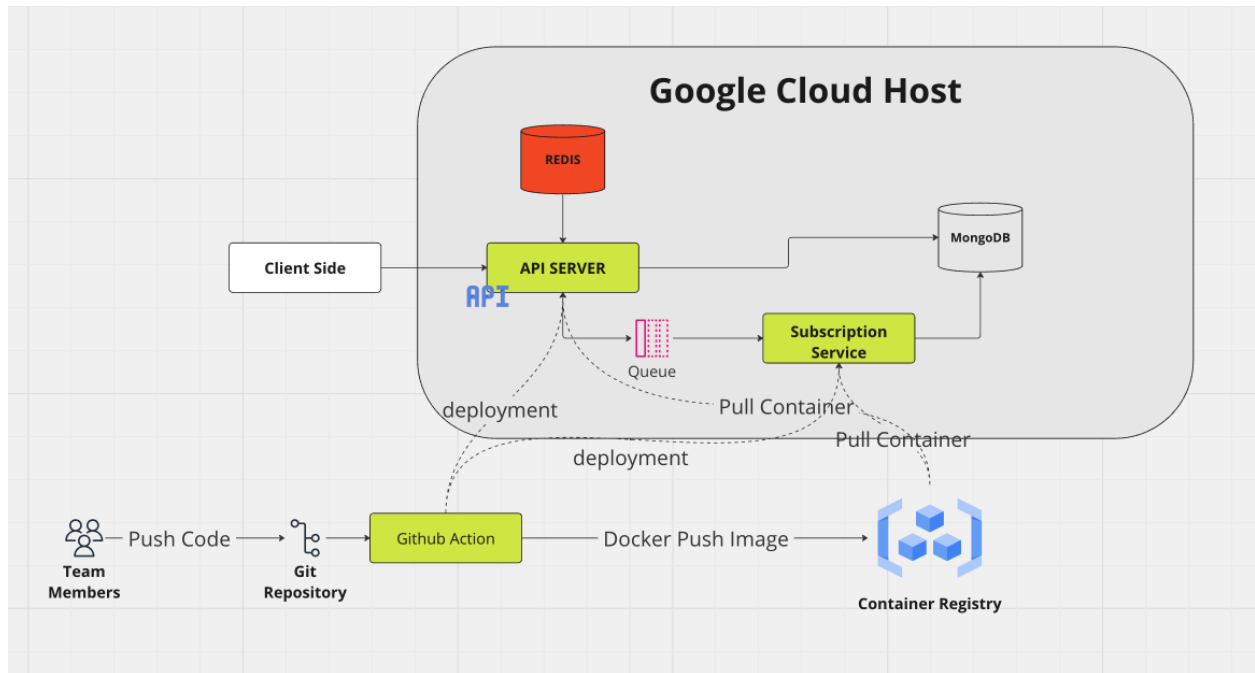 Google Cloud Host
REDIS
MongoDB
Client Side
API SERVER
API
Subscription
Service
Queue
deployment
Pull Container
Pull Container
deployment
Push Code
Github Action
Docker Push Image
Team
Members
Git
Repository
Container Registry